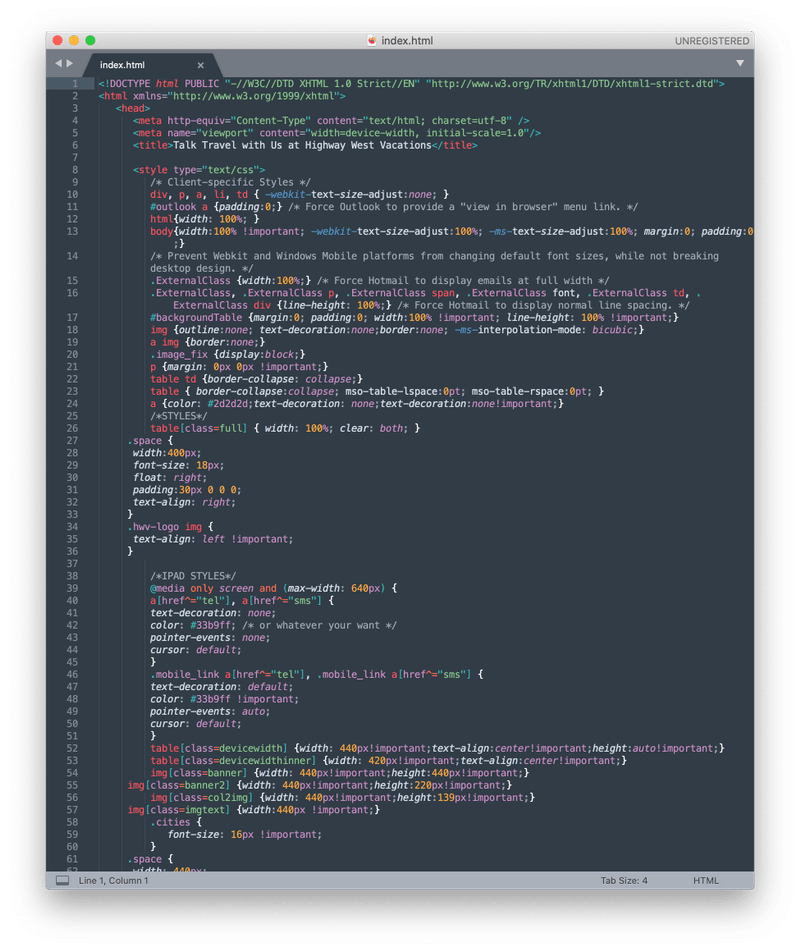 index.html
UNREGISTERED
index.html ×
1 <!DOCTYPE html PUBLIC "-//W3C//DTD XHTML 1.0 Strict//EN" "http://www.w3.org/TR/xhtml1/DTD/xhtml1-strict.dtd">
2 <html xmlns="http://www.w3.org/1999/xhtml">
3 <head>
4 <meta http-equiv="Content-Type" content="text/html; charset=utf-8" />
5 <meta name="viewport" content="width=device-width, initial-scale=1.0"/>
6 <title>Talk Travel with Us at Highway West Vacations</title>
7
8 <style type="text/css">
9 /* Client-specific Styles */
10 div, p, a, li, td { -webkit-text-size-adjust:none; }
11 #outlook a {padding:0;} /* Force Outlook to provide a "view in browser" menu link. */
12 html{width: 100%; }
13 body{width:100% !important; -webkit-text-size-adjust:100%; -ms-text-size-adjust:100%; margin:0; padding:0
;}
14 /* Prevent Webkit and Windows Mobile platforms from changing default font sizes, while not breaking
desktop design. */
15 .ExternalClass {width:100%;} /* Force Hotmail to display emails at full width */
16 .ExternalClass, .ExternalClass p, .ExternalClass span, .ExternalClass font, .ExternalClass td, .
ExternalClass div {line-height: 100%;} /* Force Hotmail to display normal line spacing. */
17 #backgroundTable {margin:0; padding:0; width:100% !important; line-height: 100% !important;}
18 img {outline:none; text-decoration:none;border:none; -ms-interpolation-mode: bicubic;}
19 a img {border:none;}
20 .image_fix {display:block;}
21 p {margin: 0px 0px !important;}
22 table td {border-collapse: collapse;}
23 table { border-collapse:collapse; mso-table-lspace:0pt; mso-table-rspace:0pt; }
24 a {color: #2d2d2d;text-decoration: none;text-decoration:none!important;}
25 /*STYLES*/
26 table[class=full] { width: 100%; clear: both; }
27 .space {
28 width:400px;
29 font-size: 18px;
30 float: right;
31 padding:30px 0 0 0;
32 text-align: right;
33 }
34 .hwv-logo img {
35 text-align: left !important;
36 }
37
38 /*IPAD STYLES*/
39 @media only screen and (max-width: 640px) {
40 a[href^="tel"], a[href^="sms"] {
41 text-decoration: none;
42 color: #33b9ff; /* or whatever your want */
43 pointer-events: none;
44 cursor: default;
45 }
46 .mobile_link a[href^="tel"], .mobile_link a[href^="sms"] {
47 text-decoration: default;
48 color: #33b9ff !important;
49 pointer-events: auto;
50 cursor: default;
51 }
52 table[class=devicewidth] {width: 440px!important;text-align:center!important;height:auto!important;}
53 table[class=devicewidthinner] {width: 420px!important;text-align:center!important;}
54 img[class=banner] {width: 440px!important;height:440px!important;}
55 img[class=banner2] {width: 440px!important;height:220px!important;}
56 img[class=col2img] {width: 440px!important;height:139px!important;}
57 img[class=imgtext] {width:440px !important;}
58 .cities {
59 font-size: 16px !important;
60 }
61 .space {
62 width: 440px;
Line 1, Column 1
Tab Size: 4
HTML